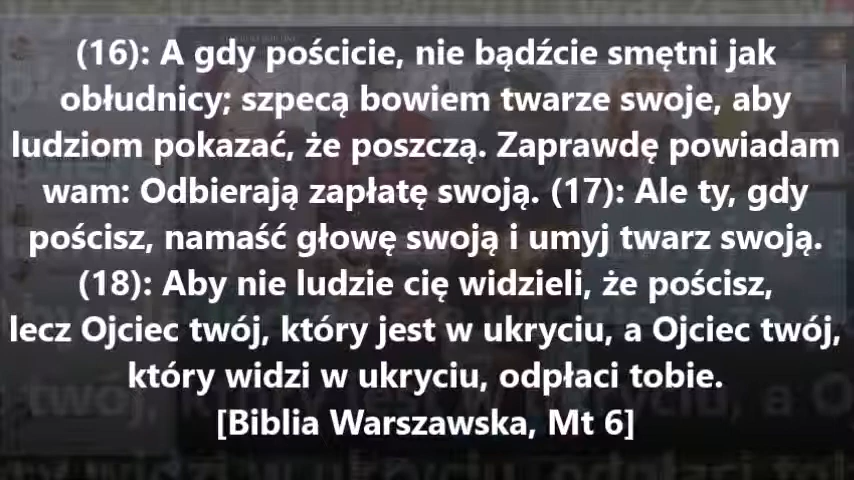 (16): A gdy pościcie, nie bądźcie smętni jak
obłudnicy; szpecą bowiem twarze swoje, aby
ludziom pokazać, że poszczą. Zaprawdę powiadam
wam: Odbierają zapłatę swoją. (17): Ale ty, gdy
pościsz, namaść głowę swoją i umyj twarz swoją.
(18): Aby nie ludzie cię widzieli, że pościsz,
lecz Ojciec twój, który jest w ukryciu, a Ojciec twój,
który widzi w ukryciu, odpłaci tobie.
[Biblia Warszawska, Mt 6]